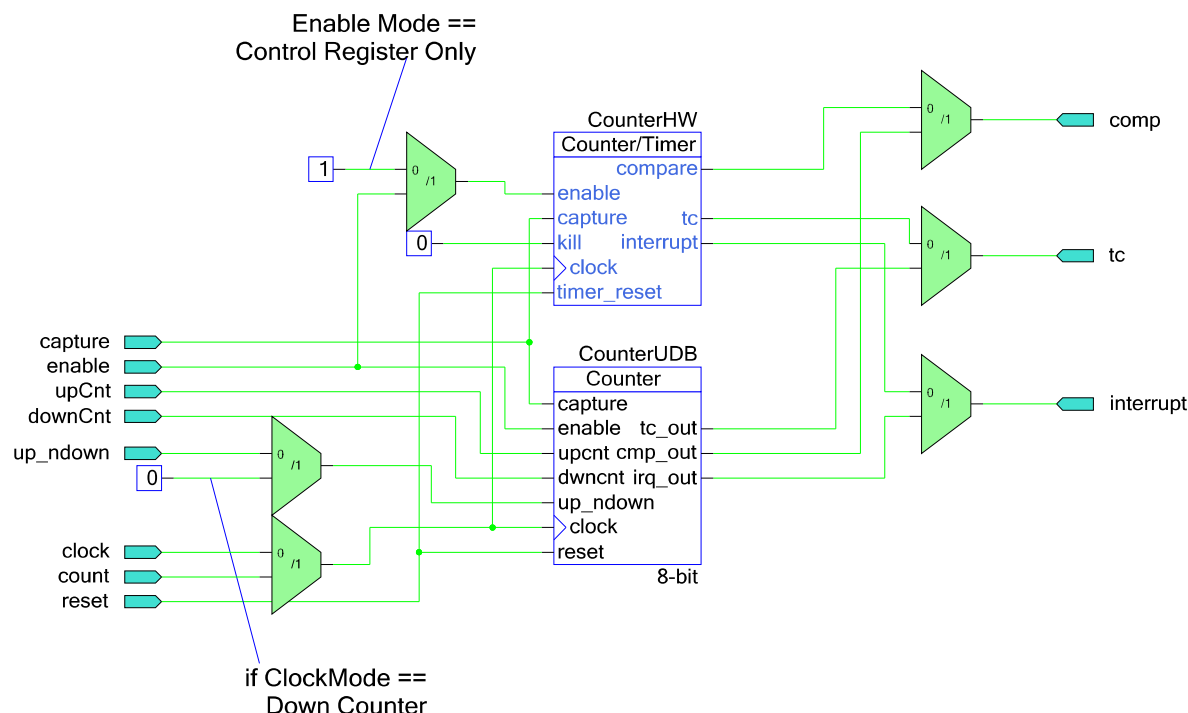 Enable Mode ==
Control Register Only
CounterHW
Counter/Timer
compare
enable
capture tc
kill interrupt
clock
timer_reset
1
0 /1
0
capture
enable
upCnt
downCnt
up_ndown
0
0 /1
clock
count
reset
0 /1
CounterUDB
Counter
capture
enable tc_out
upcnt cmp_out
dwncnt irq_out
up_ndown
clock
reset
8-bit
0 /1
comp
0 /1
tc
0 /1
interrupt
if ClockMode ==
Down Counter